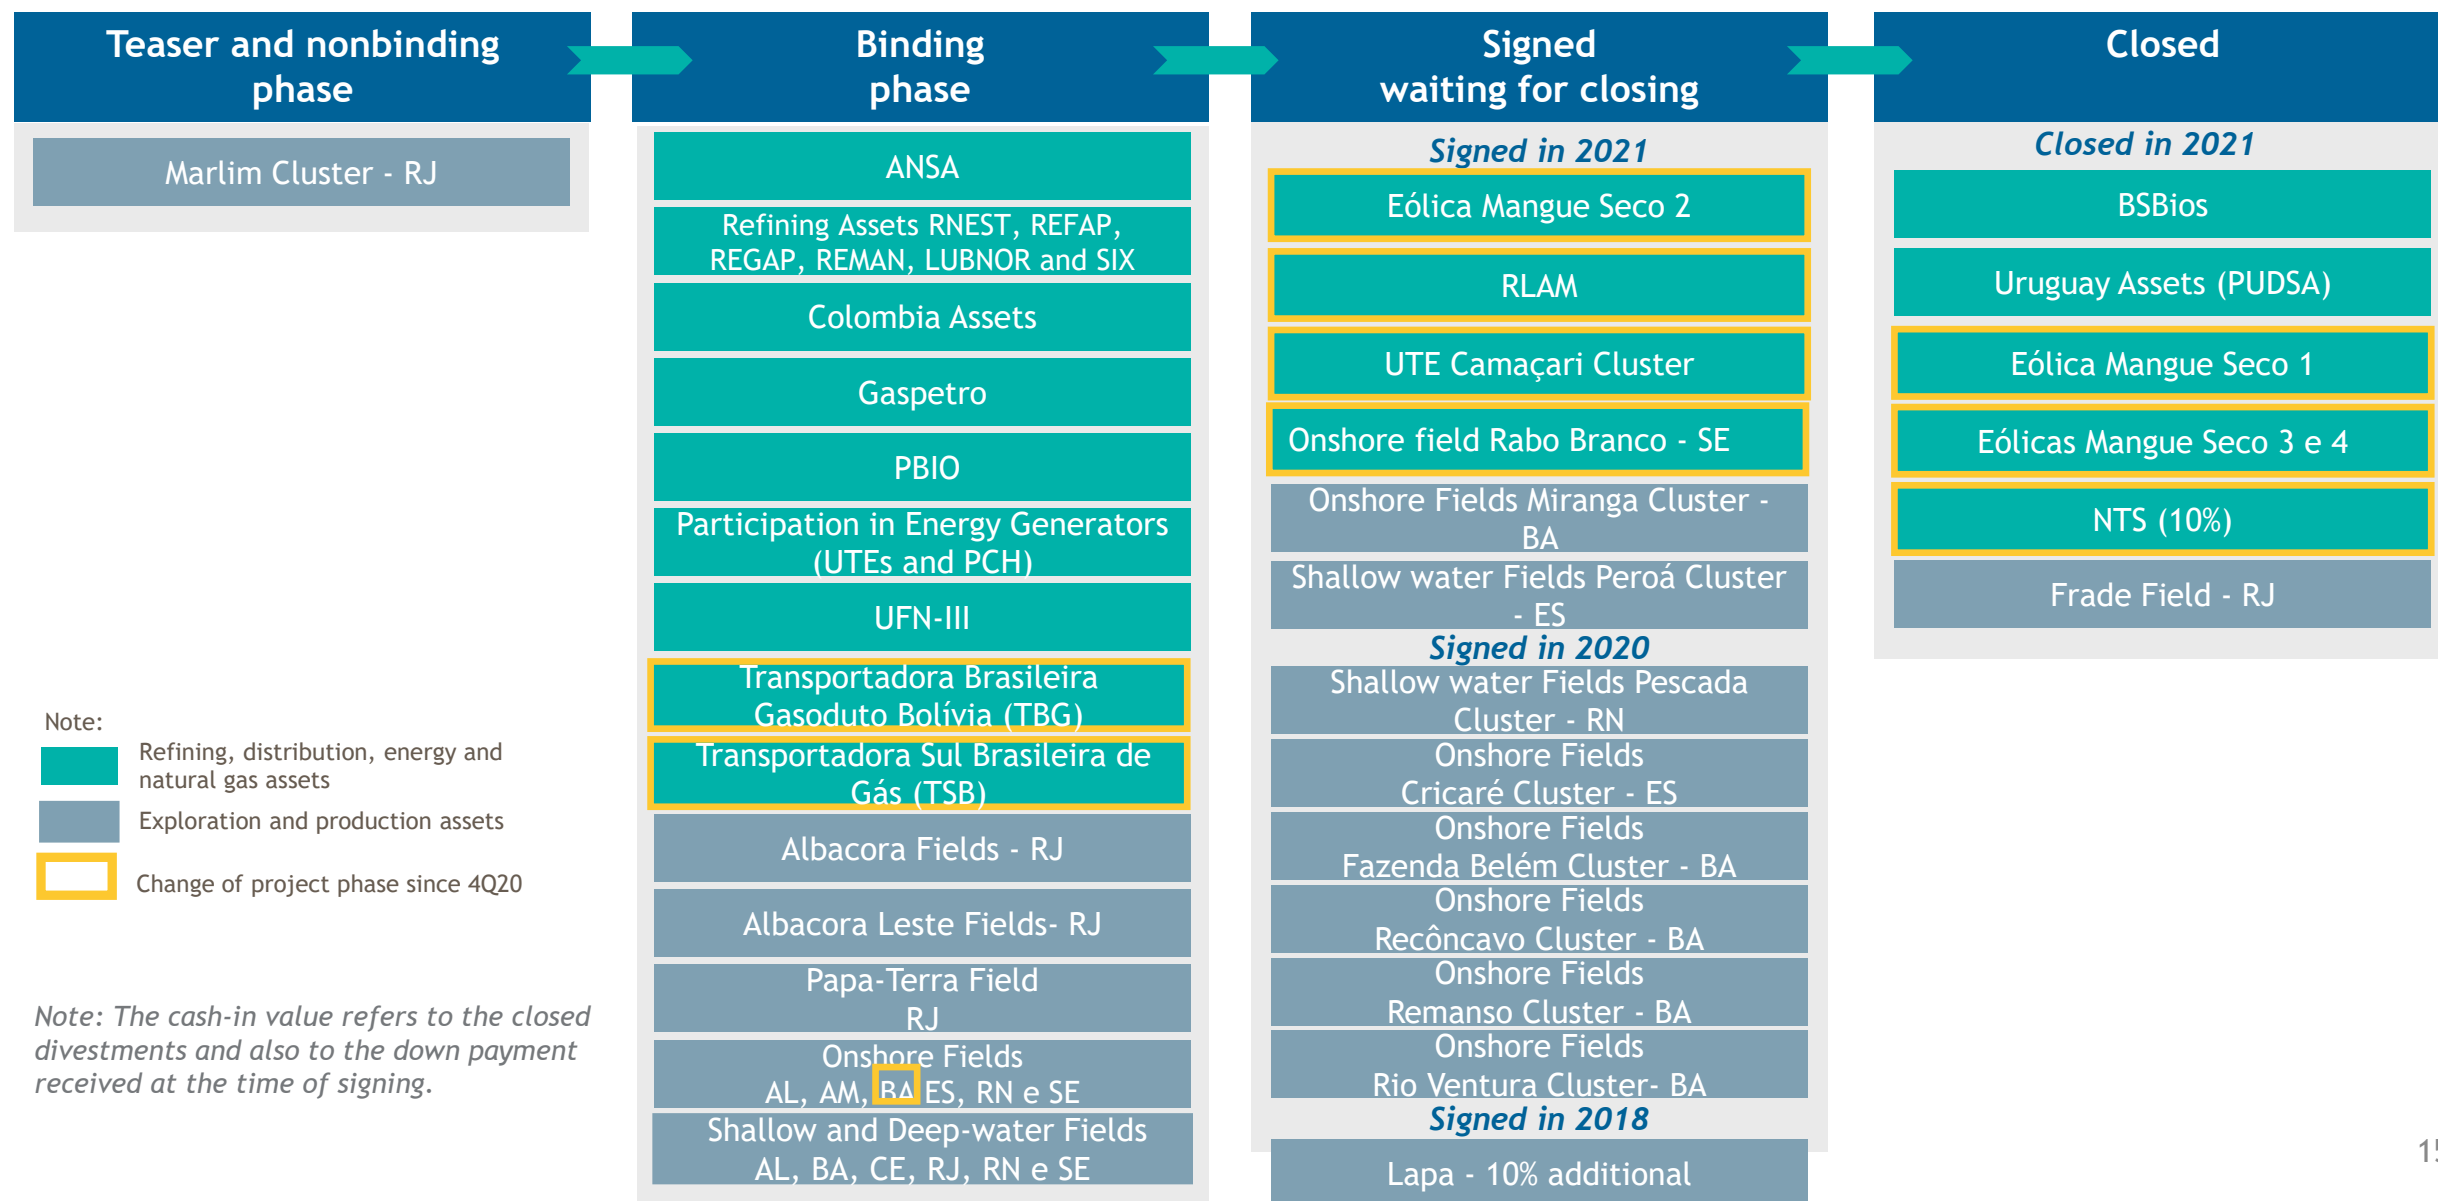 Teaser and nonbinding
phase
Marlim Cluster - RJ
Binding
phase
ANSA
Refining Assets RNEST, REFAP,
REGAP, REMAN, LUBNOR and SIX
Colombia Assets
Gaspetro
PBIO
Participation in Energy Generators
(UTEs and PCH)
UFN-III
Transportadora Brasileira
Gasoduto Bolívia (TBG)
Transportadora Sul Brasileira de
Gás (TSB)
Albacora Fields - RJ
Albacora Leste Fields- RJ
Papa-Terra Field
RJ
Onshore Fields
AL, AM, BA ES, RN e SE
Shallow and Deep-water Fields
AL, BA, CE, RJ, RN e SE
Signed
waiting for closing
Signed in 2021
Eólica Mangue Seco 2
RLAM
UTE Camaçari Cluster
Onshore field Rabo Branco - SE
Onshore Fields Miranga Cluster -
BA
Shallow water Fields Peroá Cluster
- ES
Signed in 2020
Shallow water Fields Pescada
Cluster - RN
Onshore Fields
Cricaré Cluster - ES
Onshore Fields
Fazenda Belém Cluster - BA
Onshore Fields
Recôncavo Cluster - BA
Onshore Fields
Remanso Cluster - BA
Onshore Fields
Rio Ventura Cluster- BA
Signed in 2018
Lapa - 10% additional
Closed
Closed in 2021
BSBios
Uruguay Assets (PUDSA)
Eólica Mangue Seco 1
Eólicas Mangue Seco 3 e 4
NTS (10%)
Frade Field - RJ
Note:
Refining, distribution, energy and
natural gas assets
Exploration and production assets
Change of project phase since 4Q20
Note: The cash-in value refers to the closed
divestments and also to the down payment
received at the time of signing.
15